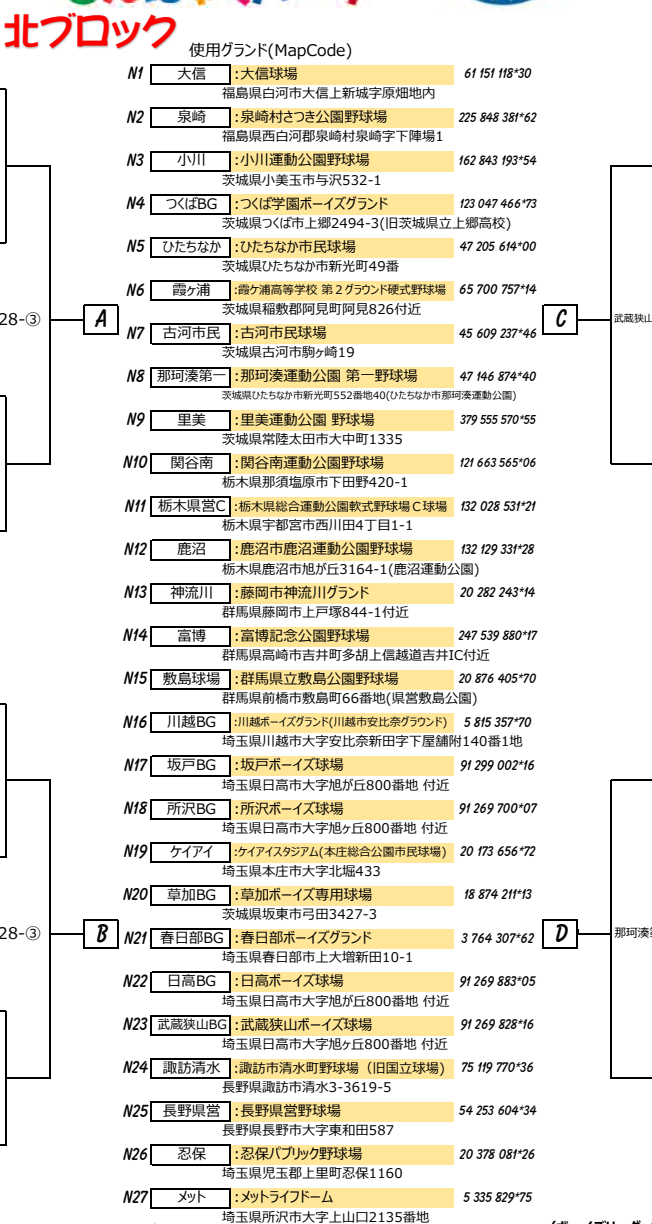 北ブロック
使用グランド(MapCode)
N1 大信 :大信球場 61 151 118*30
福島県白河市大信上新城字原畑地内
N2 泉崎 :泉崎村さつき公園野球場 225 848 381*62
福島県西白河郡泉崎村泉崎字下陣場1
N3 小川 :小川運動公園野球場 162 843 193*54
茨城県小美玉市与沢532-1
N4 つくばBG :つくば学園ボーイズグランド 123 047 466*73
茨城県つくば市上郷2494-3(旧茨城県立上郷高校)
N5 ひたちなか :ひたちなか市民球場 47 205 614*00
茨城県ひたちなか市新光町49番
N6 霞ヶ浦 :霞ケ浦高等学校 第２グラウンド硬式野球場 65 700 757*14
茨城県稲敷郡阿見町阿見826付近
28-③ A C 武蔵狭山
N7 古河市民 :古河市民球場 45 609 237*46
茨城県古河市駒ヶ崎19
N8 那珂湊第一 :那珂湊運動公園 第一野球場 47 146 874*40
茨城県ひたちなか市新光町552番地40(ひたちなか市那珂湊運動公園)
N9 里美 :里美運動公園 野球場 379 555 570*55
茨城県常陸太田市大中町1335
N10 関谷南 :関谷南運動公園野球場 121 663 565*06
栃木県那須塩原市下田野420-1
N11 栃木県営C :栃木県総合運動公園軟式野球場Ｃ球場 132 028 531*21
栃木県宇都宮市西川田4丁目1-1
N12 鹿沼 :鹿沼市鹿沼運動公園野球場 132 129 331*28
栃木県鹿沼市旭が丘3164-1(鹿沼運動公園)
N13 神流川 :藤岡市神流川グランド 20 282 243*14
群馬県藤岡市上戸塚844-1付近
N14 富博 :富博記念公園野球場 247 539 880*17
群馬県高崎市吉井町多胡上信越道吉井IC付近
N15 敷島球場 :群馬県立敷島公園野球場 20 876 405*70
群馬県前橋市敷島町66番地(県営敷島公園)
N16 川越BG :川越ボーイズグランド(川越市安比奈グラウンド) 5 815 357*70
埼玉県川越市大字安比奈新田字下屋舗附140番1地
N17 坂戸BG :坂戸ボーイズ球場 91 299 002*16
埼玉県日高市大字旭が丘800番地 付近
N18 所沢BG :所沢ボーイズ球場 91 269 700*07
埼玉県日高市大字旭ヶ丘800番地 付近
N19 ケイアイ :ケイアイスタジアム(本庄総合公園市民球場) 20 173 656*72
埼玉県本庄市大字北堀433
N20 草加BG :草加ボーイズ専用球場 18 874 211*13
茨城県坂東市弓田3427-3
28-③ B D 那珂湊
N21 春日部BG :春日部ボーイズグランド 3 764 307*62
埼玉県春日部市上大増新田10-1
N22 日高BG :日高ボーイズ球場 91 269 883*05
埼玉県日高市大字旭が丘800番地 付近
N23 武蔵狭山BG :武蔵狭山ボーイズ球場 91 269 828*16
埼玉県日高市大字旭ヶ丘800番地 付近
N24 諏訪清水 :諏訪市清水町野球場（旧国立球場) 75 119 770*36
長野県諏訪市清水3-3619-5
N25 長野県営 :長野県営野球場 54 253 604*34
長野県長野市大字東和田587
N26 忍保 :忍保パブリック野球場 20 378 081*26
埼玉県児玉郡上里町忍保1160
N27 メット :メットライフドーム 5 335 829*75
埼玉県所沢市大字上山口2135番地